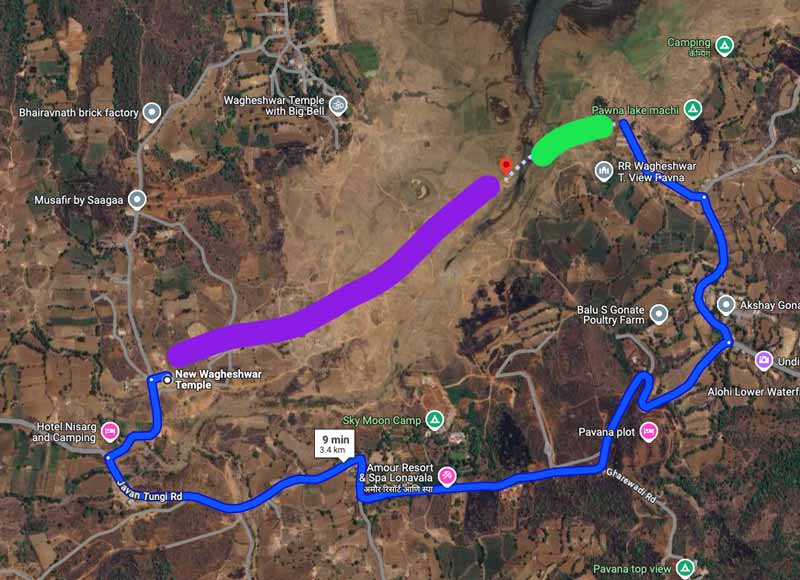 Camping
कॅम्पिंग
Wagheshwar Temple
with Big Bell
Bhairavnath brick factory
Pawna lake machi
RR Wagheshwar
T. View Pavna
Musafir by Saagaa
Balu S Gonate
Poultry Farm
Akshay Gona
New Wagheshwar
Temple
Undi
Alohi Lower Waterf
Hotel Nisarg
and Camping
Sky Moon Camp
Pavana plot
9 min
3.4 km
Amour Resort
& Spa Lonavala
अमौर रिसॉर्ट आणि स्पा
Javan Tungi Rd
Gharewadi Rd
Pavana top view